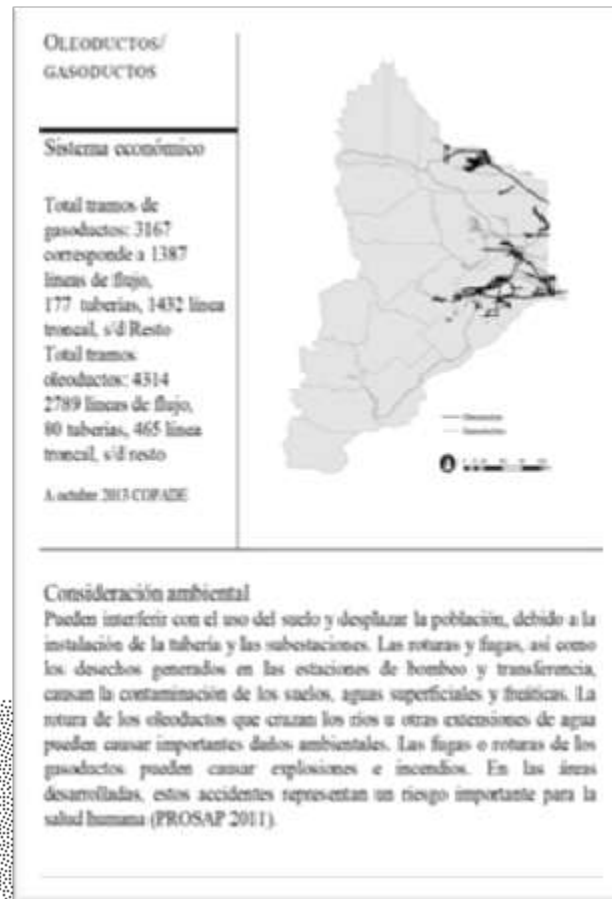 OLEODUCTOS/
GASODUCTOS
Sistema económico
Total tramos de
gasoductos: 3167
corresponde a 1387
líneas de flujo,
177 tuberías, 1432 línea
troncal, s/d Resto
Total tramos
oleoductos: 4314
2789 líneas de flujo,
80 tuberías, 465 línea
troncal, s/d resto
A octubre 2013 COPADE
Consideración ambiental
Pueden interferir con el uso del suelo y desplazar la población, debido a la
instalación de la tubería y las subestaciones. Las roturas y fugas, así como
los desechos generados en las estaciones de bombeo y transferencia,
causan la contaminación de los suelos, aguas superficiales y freáticas. La
rotura de los oleoductos que cruzan los ríos u otras extensiones de agua
pueden causar importantes daños ambientales. Las fugas o roturas de los
gasoductos pueden causar explosiones e incendios. En las áreas
desarrolladas, estos accidentes representan un riesgo importante para la
salud humana (PROSAP 2011).